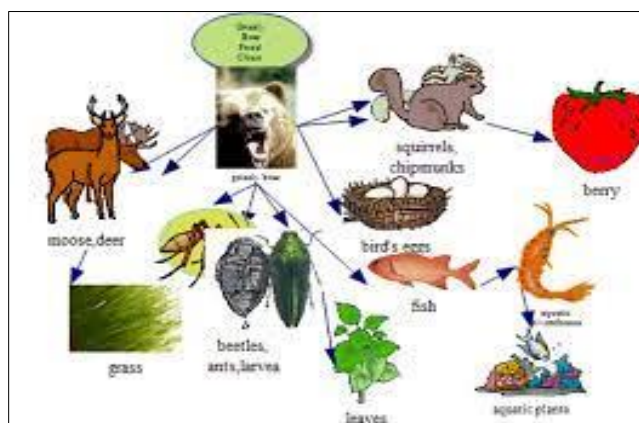 Grizzly
Bear
Food
Chain
grizzly bear
squirrels,
chipmunks
berry
moose,deer
bird's eggs
fish
aquatic
grass
beetles,
ants,larvea
leaves
aquatic plants